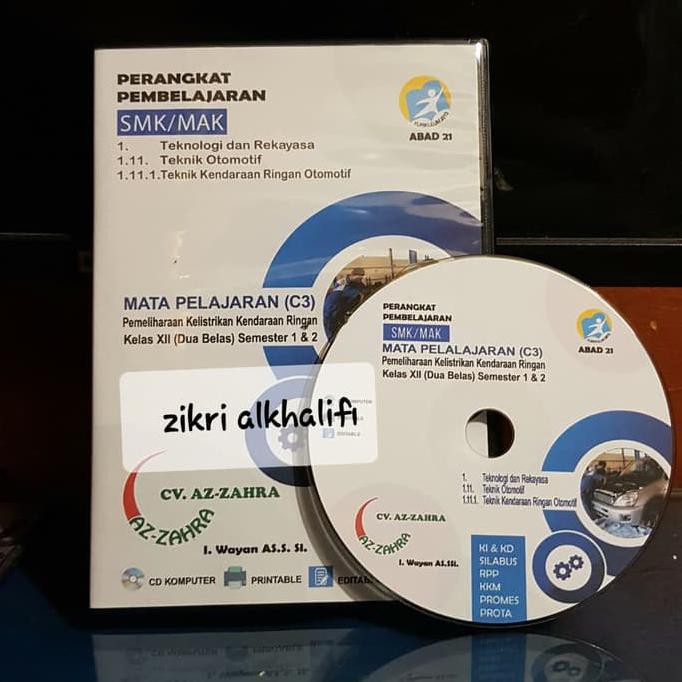 PERANGKAT
PEMBELAJARAN
SMK/MAK
1. Teknologi dan Rekayasa
1.11. Teknik Otomotif
1.11.1.Teknik Kendaraan Ringan Otomotif
ABAD 21
MATA PELAJARAN (C3)
Pemeliharaan Kelistrikan Kendaraan Ringan
Kelas XII (Dua Belas) Semester 1 & 2
zikri alkhalifi
CV. AZ-ZAHRA
AZ-ZAHRA
I. Wayan AS.S. SI.
CD KOMPUTER
PRINTABLE
PERANGKAT
PEMBELAJARAN
SMK/MAK
MATA PELALAJARAN (C3)
Pemeliharaan Kelistrikan Kendaraan Ringan
Kelas XII (Dua Belas) Semester 1 & 2
ABAD 21
1. Teknologi dan Rekayasa
1.11. Teknik Otomotif
1.11.1. Teknik Kendaraan Ringan Otomotif
CV. AZ-ZAHRA
AZ-ZAHRA
I. Wayan AS.SSI.
KI & KD
SILABUS
RPP
KKM
PROMES
PROTA